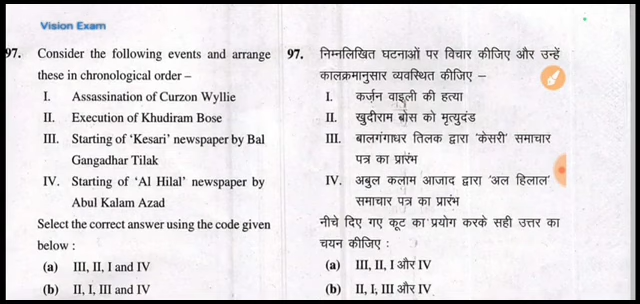 Vision Exam
97. Consider the following events and arrange
these in chronological order –
I. Assassination of Curzon Wyllie
II. Execution of Khudiram Bose
III. Starting of ‘Kesari’ newspaper by Bal
Gangadhar Tilak
IV. Starting of ‘Al Hilal’ newspaper by
Abul Kalam Azad
Select the correct answer using the code given
below :
(a) III, II, I and IV
(b) II, I, III and IV
97. निम्नलिखित घटनाओं पर विचार कीजिए और उन्हें
कालक्रमानुसार व्यवस्थित कीजिए –
I. कर्ज़न वाइली की हत्या
II. खुदीराम बोस को मृत्युदंड
III. बालगंगाधर तिलक द्वारा ‘केसरी’ समाचार
पत्र का प्रारंभ
IV. अबुल कलाम आजाद द्वारा ‘अल हिलाल’
समाचार पत्र का प्रारंभ
नीचे दिए गए कूट का प्रयोग करके सही उत्तर का
चयन कीजिए :
(a) III, II, I और IV
(b) II, I, III और IV